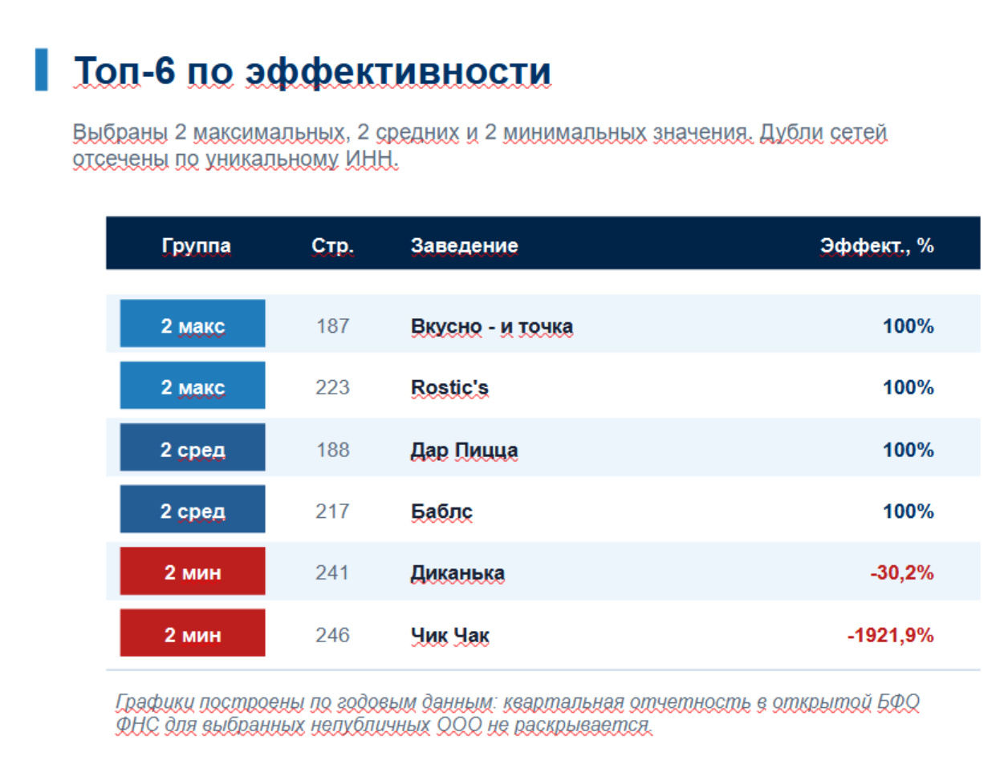 Топ-6 по эффективности
Выбраны 2 максимальных, 2 средних и 2 минимальных значения. Дубли сетей
отсечены по уникальному ИНН.
Группа Стр. Заведение Эффект., %
2 макс 187 Вкусно - и точка 100%
2 макс 223 Rostic's 100%
2 сред 188 Дар Пицца 100%
2 сред 217 Баблс 100%
2 мин 241 Диканька -30,2%
2 мин 246 Чик Чак -1921,9%
Графики построены по годовым данным: квартальная отчетность в открытой БФО
ФНС для выбранных непубличных ООО не раскрывается.